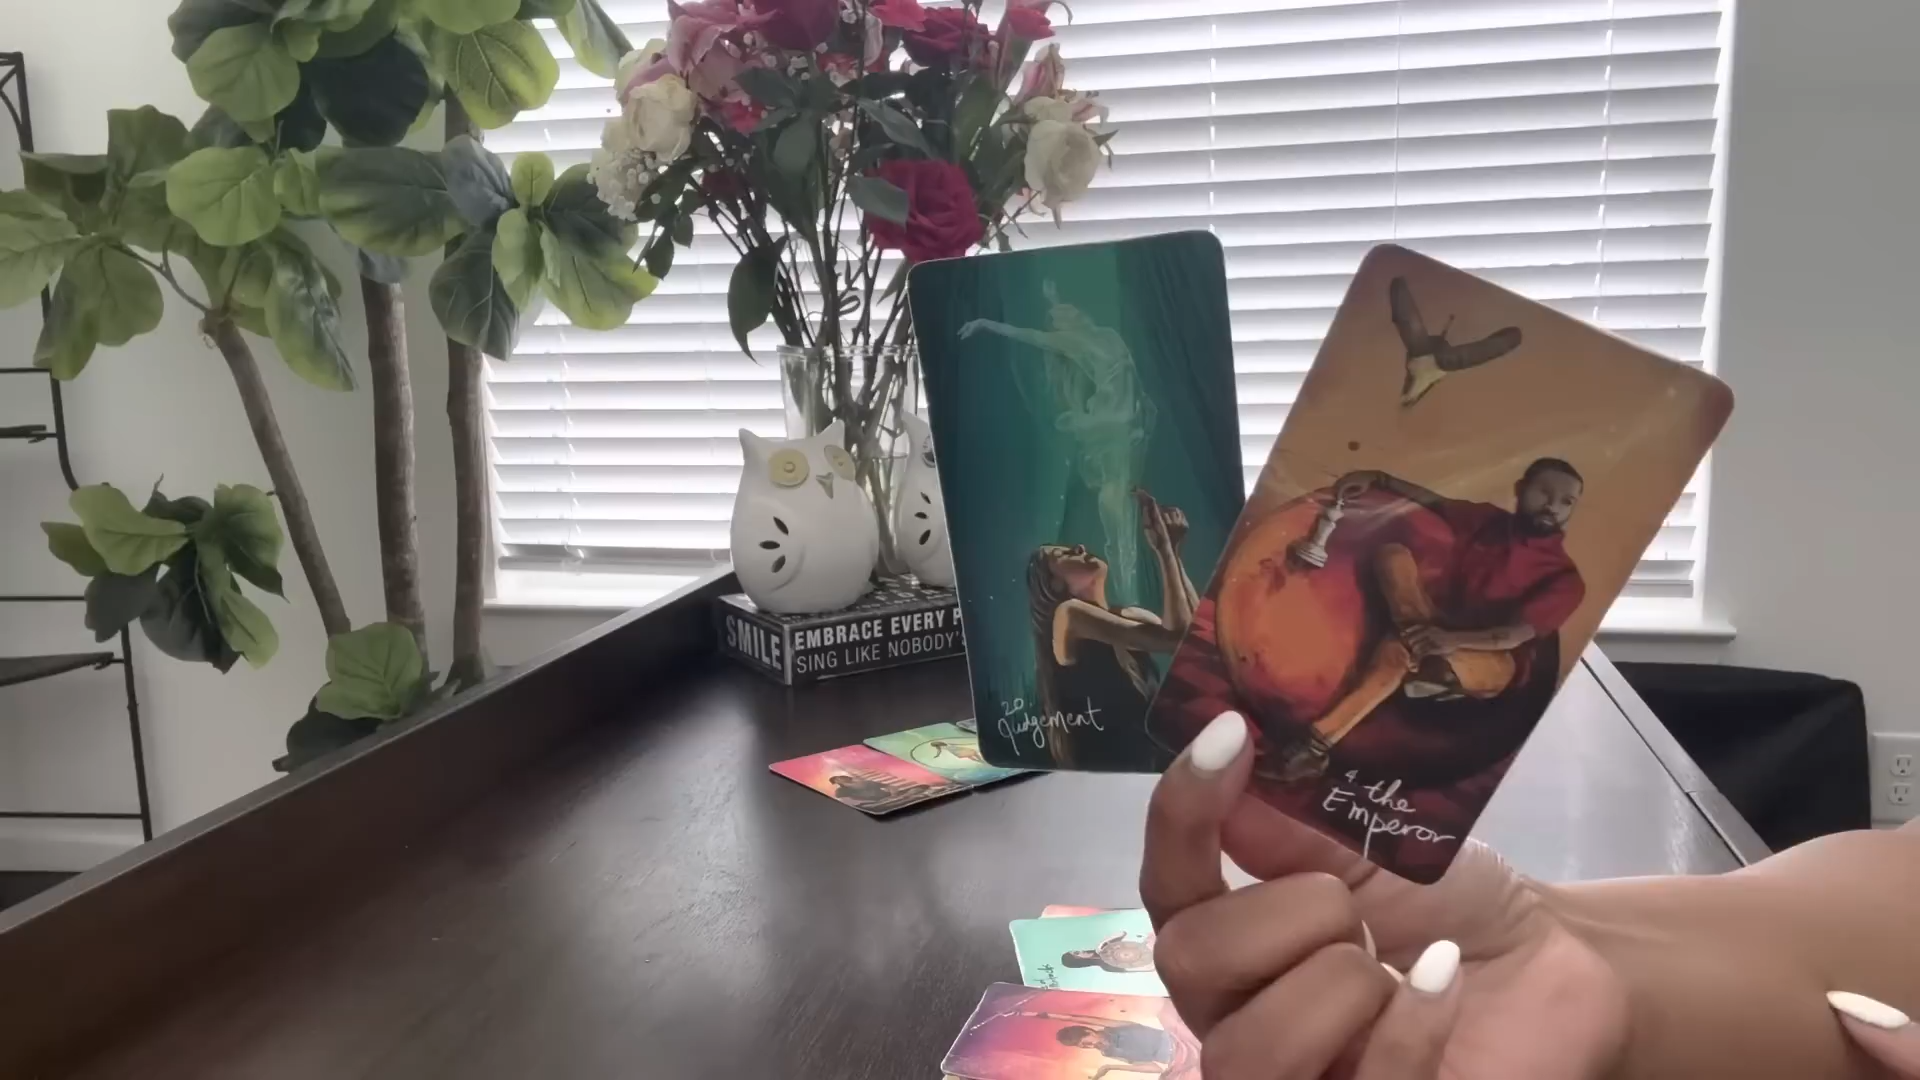 SMILE
EMBRACE EVERY
SING LIKE NOBODY'
20
Judgement
4. the
Emperor